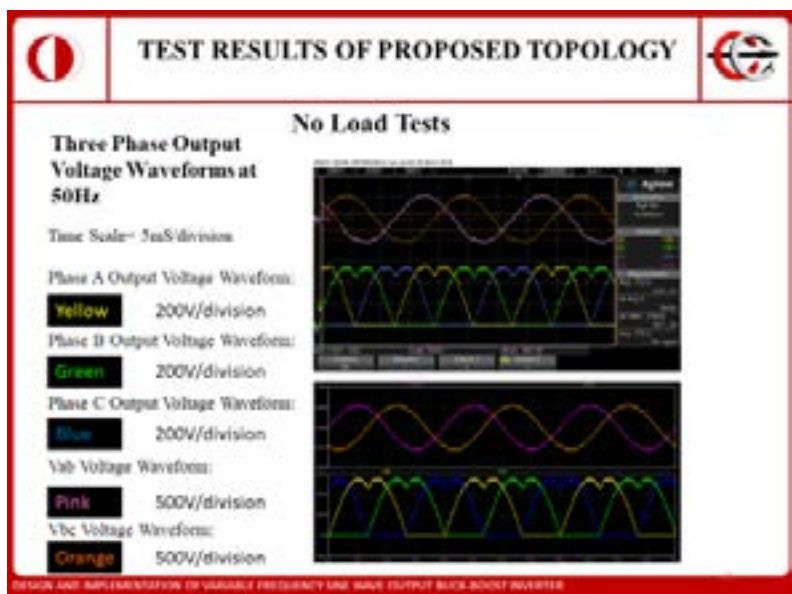 TEST RESULTS OF PROPOSED TOPOLOGY
No Load Tests
Three Phase Output
Voltage Waveforms at
50Hz
Time Scale= 5mS/division
Phase A Output Voltage Waveform:
Yellow 200V/division
Phase B Output Voltage Waveform:
Green 200V/division
Phase C Output Voltage Waveform:
Blue 200V/division
Vab Voltage Waveform:
Pink 500V/division
Vbc Voltage Waveform:
Orange 500V/division
Agilent
DESIGN AND IMPLEMENTATION OF VARIABLE FREQUENCY SINE WAVE OUTPUT BUCK-BOOST INVERTER